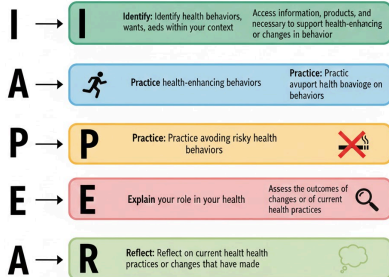 I
I
Identify: Identify health behaviors,
wants, aeds within your context
Access information, products, and
necessary to support health-enhancing
or changes in behavior
A
Practice health-enhancing behaviors
Practice: Practic
avuport halth boavioge on
behaviors
P
P
Practice: Practice avoding risky health
behaviors
E
E
Explain your role in your health
Assess the outcomes of
changes or of current
health practices
A
R
Reflect: Reflect on current healt health
practices or changes that have made